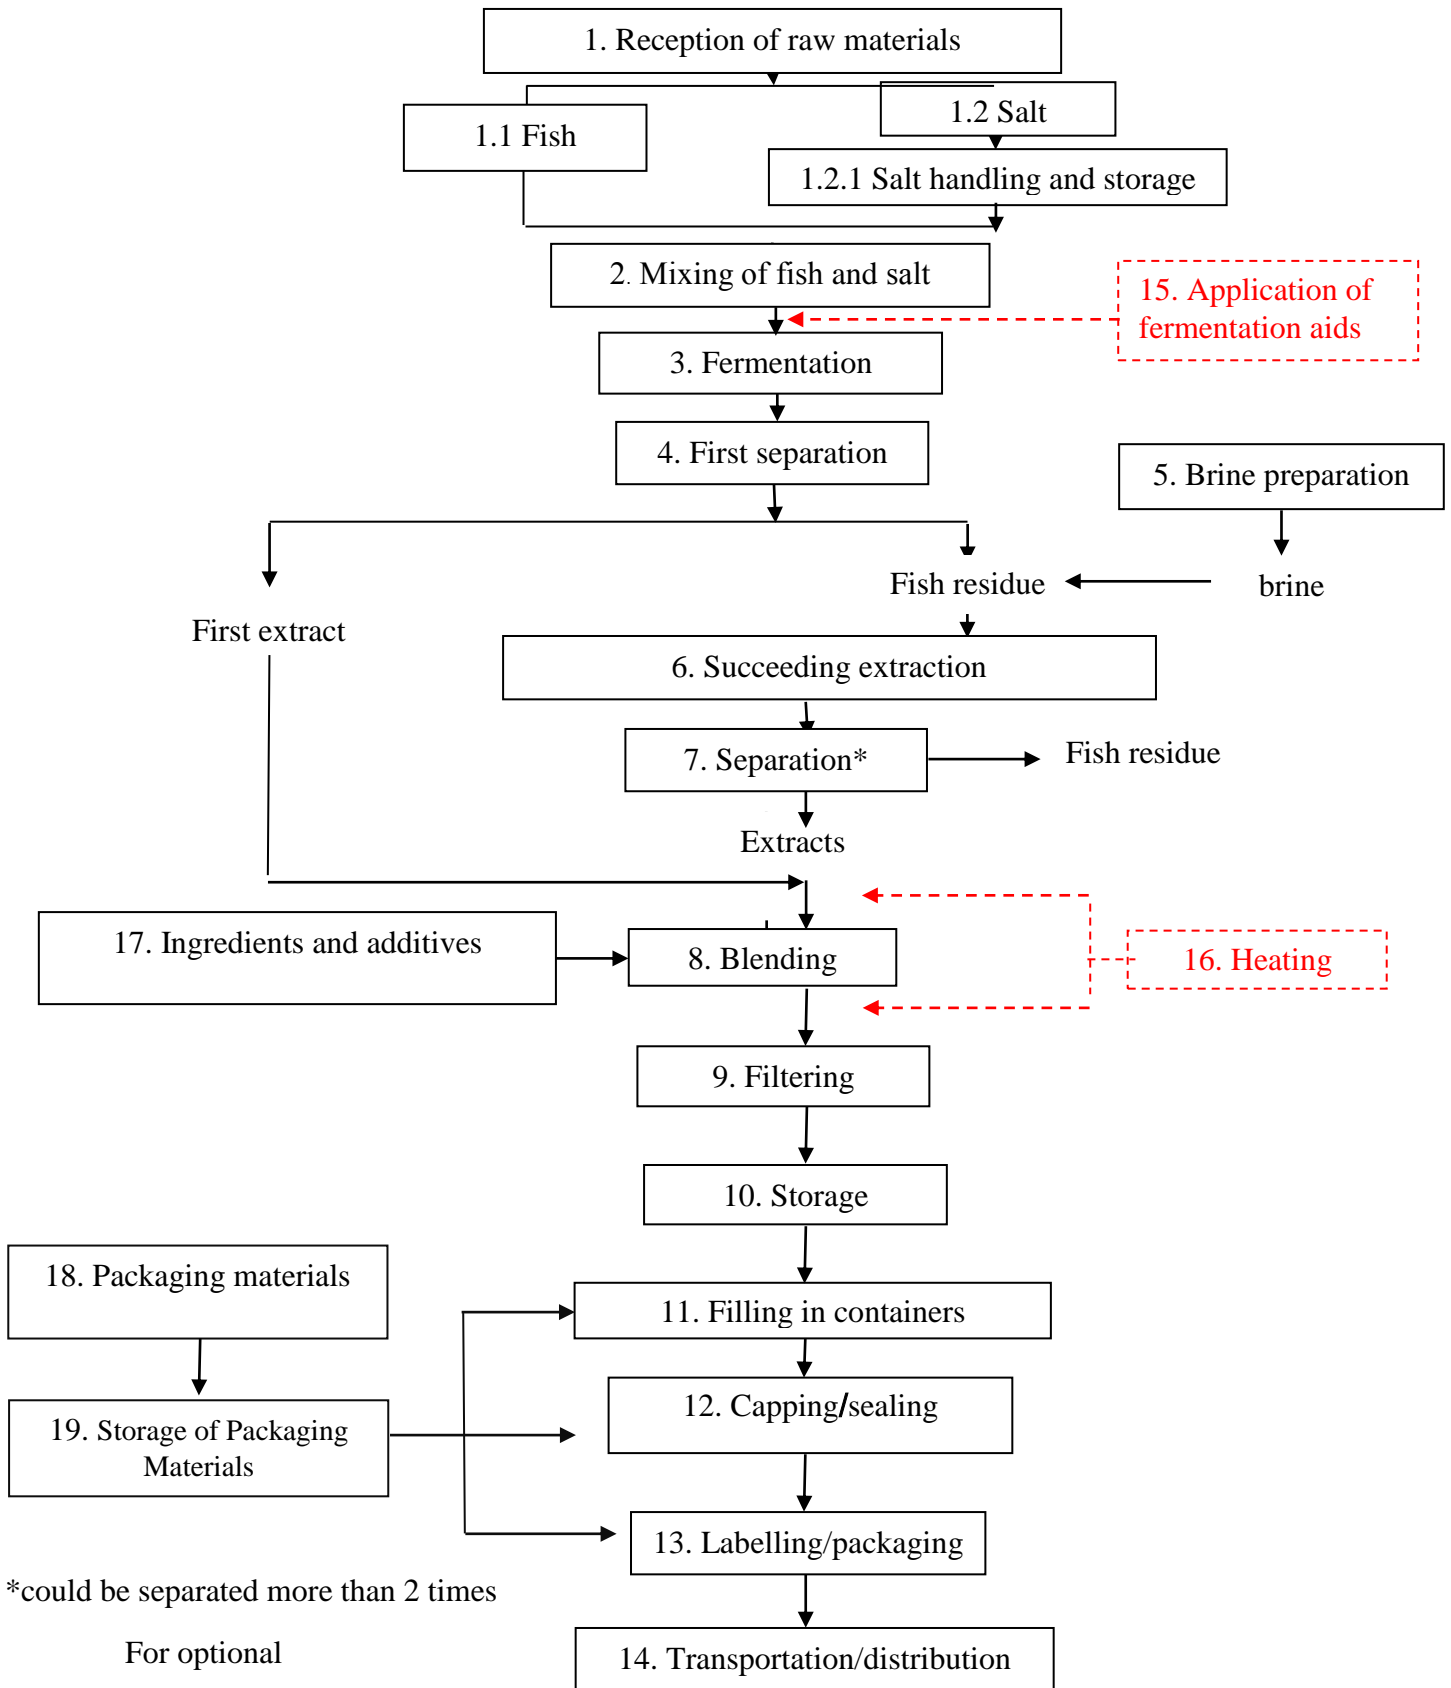 1. Reception of raw materials
1.1 Fish
1.2 Salt
1.2.1 Salt handling and storage
2. Mixing of fish and salt
15. Application of
fermentation aids
3. Fermentation
4. First separation
5. Brine preparation
Fish residue
brine
First extract
6. Succeeding extraction
7. Separation*
Fish residue
Extracts
17. Ingredients and additives
8. Blending
16. Heating
9. Filtering
10. Storage
18. Packaging materials
11. Filling in containers
12. Capping/sealing
19. Storage of Packaging
Materials
13. Labelling/packaging
*could be separated more than 2 times
For optional
14. Transportation/distribution